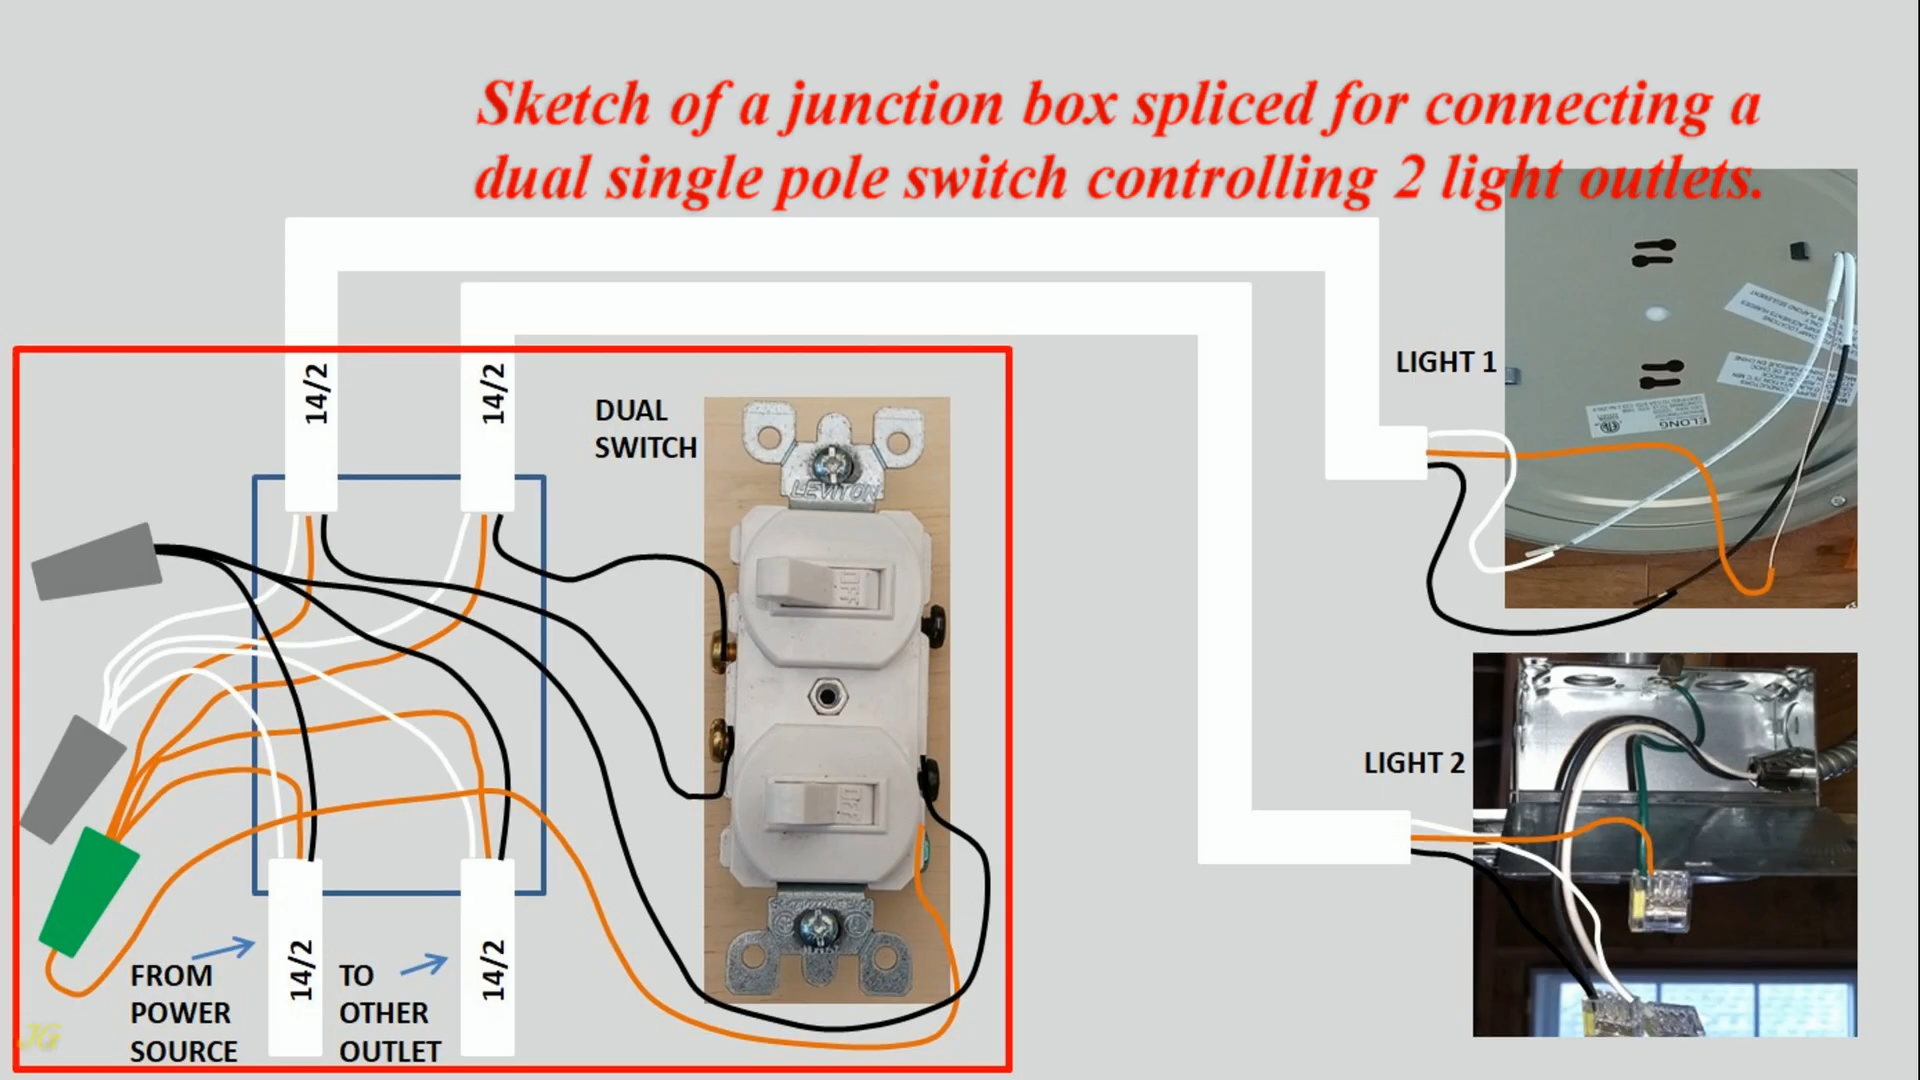 Sketch of a junction box spliced for connecting a
dual single pole switch controlling 2 light outlets.
14/2
14/2
DUAL
SWITCH
LEVITON
OFF
OFF
LIGHT 1
ELONG
LIGHT 2
FROM
POWER
SOURCE
14/2
TO
OTHER
OUTLET
14/2
JG